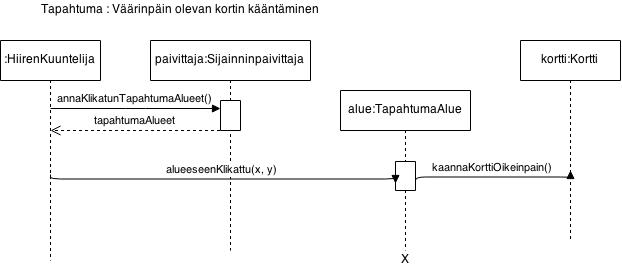 Tapahtuma : Väärinpäin olevan kortin kääntäminen
:HiirenKuuntelija
paivittaja:Sijainninpaivittaja
kortti:Kortti
annaKlikatunTapahtumaAlueet()
alue:TapahtumaAlue
tapahtumaAlueet
alueeseenKlikattu(x, y)
kaannaKorttiOikeinpain()
X